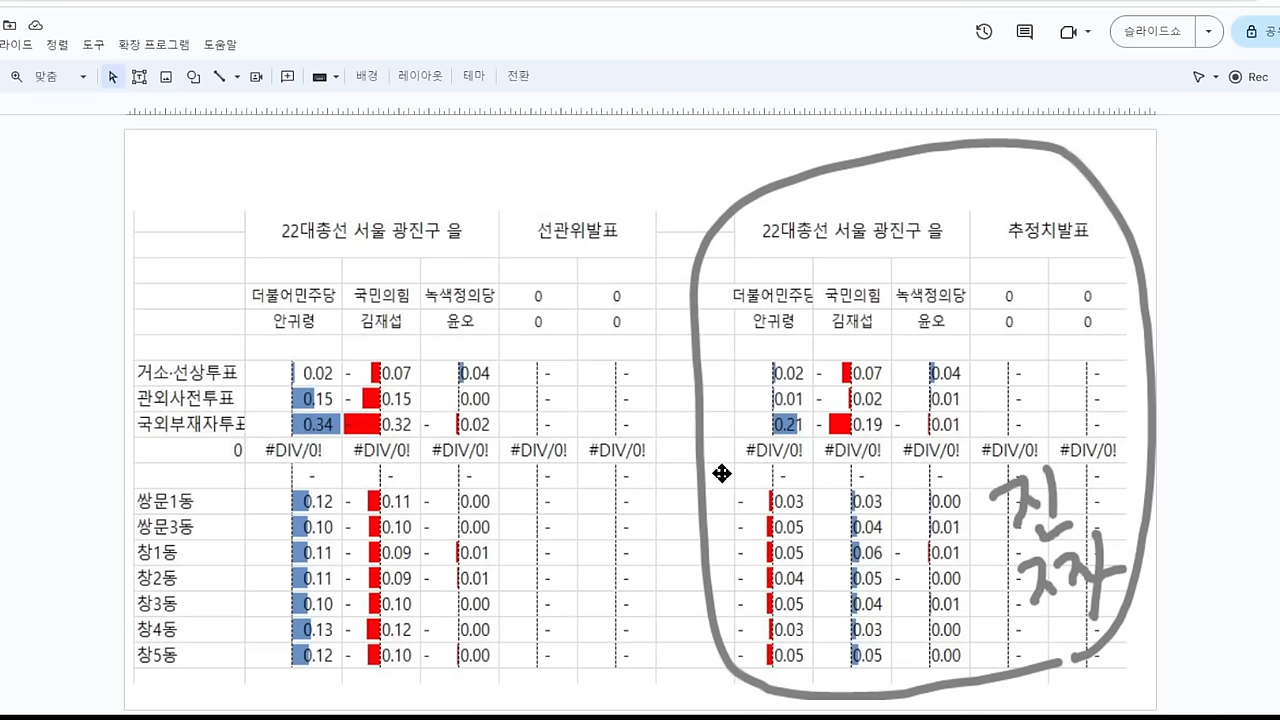 라이드 정렬 도구 확장 프로그램 도움말
슬라이드쇼 공유
맞춤 배경 레이아웃 테마 전환 Rec
22대총선 서울 광진구 을 선관위발표 22대총선 서울 광진구 을 추정치발표
더불어민주당 국민의힘 녹색정의당 0 0 더불어민주당 국민의힘 녹색정의당 0 0
안귀령 김재섭 윤오 0 0 안귀령 김재섭 윤오 0 0
거소·선상투표 0.02 - 0.07 0.04 - - 0.02 - 0.07 0.04 - -
관외사전투표 0.15 - 0.15 0.00 - - 0.01 - 0.02 0.01 - -
국외부재자투표 0.34 - 0.32 - 0.02 - - 0.21 - 0.19 - 0.01 - -
0 #DIV/0! #DIV/0! #DIV/0! #DIV/0! #DIV/0! #DIV/0! #DIV/0! #DIV/0! #DIV/0! #DIV/0!
- - - - - - - - - -
쌍문1동 0.12 - 0.11 - 0.00 - - - 0.03 0.03 0.00 - -
쌍문3동 0.10 - 0.10 - 0.00 - - - 0.05 0.04 0.01 - -
창1동 0.11 - 0.09 - 0.01 - - - 0.05 0.06 - 0.01 - -
창2동 0.11 - 0.09 - 0.01 - - - 0.04 0.05 - 0.00 - -
창3동 0.10 - 0.10 - 0.00 - - - 0.05 0.04 0.01 - -
창4동 0.13 - 0.12 - 0.00 - - - 0.03 0.03 0.00 - -
창5동 0.12 - 0.10 - 0.00 - - - 0.05 0.05 0.00 - -
진
짜